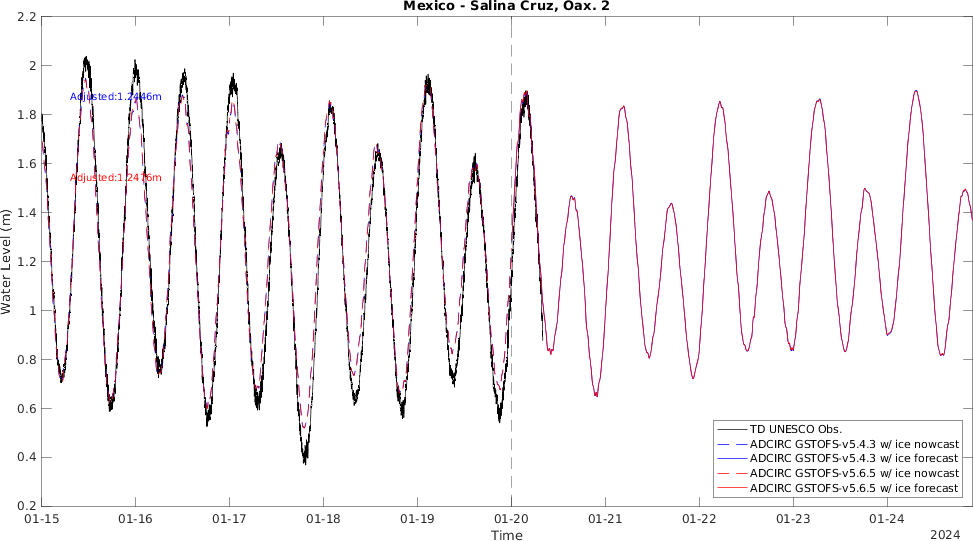 Mexico - Salina Cruz, Oax. 2
2.2
2
1.8
1.6
1.4
1.2
1
0.8
0.6
0.4
0.2
Water Level (m)
Adjusted:1.2446m
Adjusted:1.2476m
TD UNESCO Obs.
ADCIRC GSTOFS-v5.4.3 w/ ice nowcast
ADCIRC GSTOFS-v5.4.3 w/ ice forecast
ADCIRC GSTOFS-v5.6.5 w/ ice nowcast
ADCIRC GSTOFS-v5.6.5 w/ ice forecast
01-15 01-16 01-17 01-18 01-19 01-20 01-21 01-22 01-23 01-24
Time
2024